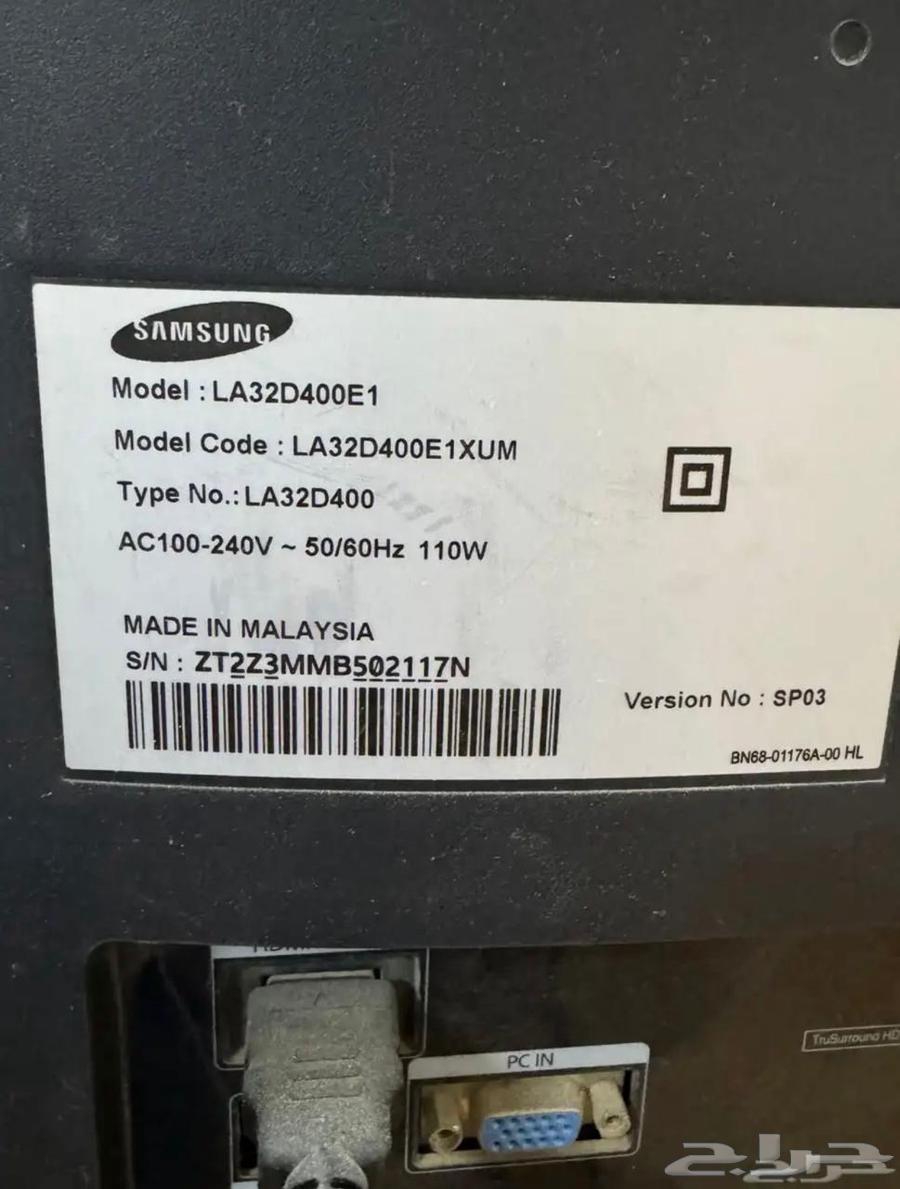 SAMSUNG
Model : LA32D400E1
Model Code : LA32D400E1XUM
Type No.: LA32D400
AC100-240V ~ 50/60Hz 110W
MADE IN MALAYSIA
S/N : ZT2Z3MMB502117N
Version No : SP03
BN68-01176A-00 HL
PC IN
TruSurround HD
حراج